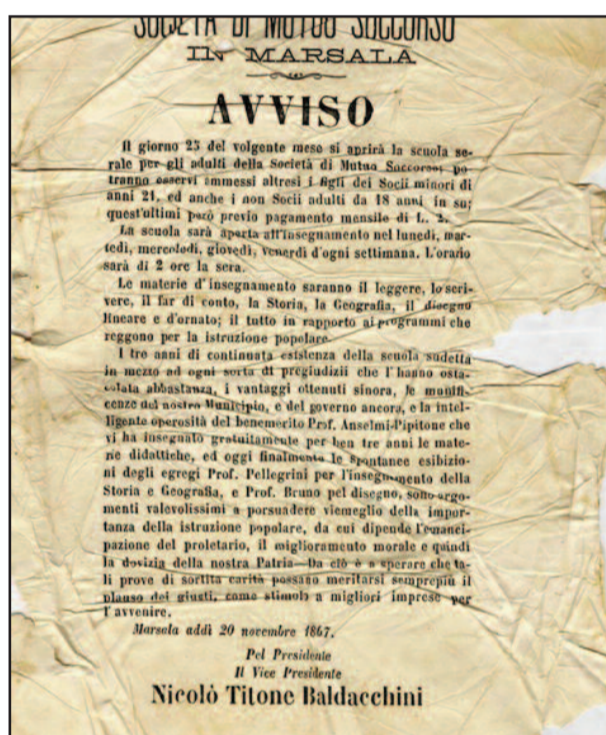 SOCIETÀ DI MUTUO SOCCORSO
IN MARSALA
AVVISO
Il giorno 25 del volgente mese si aprirà la scuola se-
rale per gli adulti della Società di Mutuo Soccorso; po-
tranno esservi ammessi altresì i figli dei Socii minori di
anni 21, ed anche i non Socii adulti da 18 anni in su;
quest'ultimi però previo pagamento mensile di L. 2.
La scuola sarà aperta all'insegnamento nel lunedì, mar-
tedì, mercoledì, giovedì, venerdì d'ogni settimana. L'orario
sarà di 2 ore la sera.
Le materie d'insegnamento saranno il leggere, lo scri-
vere, il far di conto, la Storia, la Geografia, il disegno
lineare e d'ornato; il tutto in rapporto ai programmi che
reggono per la istruzione popolare.
I tre anni di continuata esistenza della scuola sudetta
in mezzo ad ogni sorta di pregiudizii che l'hanno osta-
colata abbastanza, i vantaggi ottenuti sinora, le munifi-
cenze del nostro Municipio, e del governo ancora, e la intel-
ligente operosità del benemerito Prof. Anselmi-Pipitone che
vi ha insegnato gratuitamente per ben tre anni le mate-
rie didattiche, ed oggi finalmente le spontanee esibizio-
ni degli egregi Prof. Pellegrini per l'insegnamento della
Storia e Geografia, e Prof. Bruno pel disegno, sono argo-
menti valevolissimi a persuadere viemeglio della impor-
tanza della istruzione popolare, da cui dipende l'emanci-
pazione del proletario, il miglioramento morale e quindi
la dovizia della nostra Patria—Da ciò è a sperare che ta-
li prove di sortita carità possano meritarsi semprepiù il
plauso dei giusti, come stimolo a migliori imprese per
l'avvenire.
Marsala addì 20 novembre 1867.
Pel Presidente
Il Vice Presidente
Nicolò Titone Baldacchini